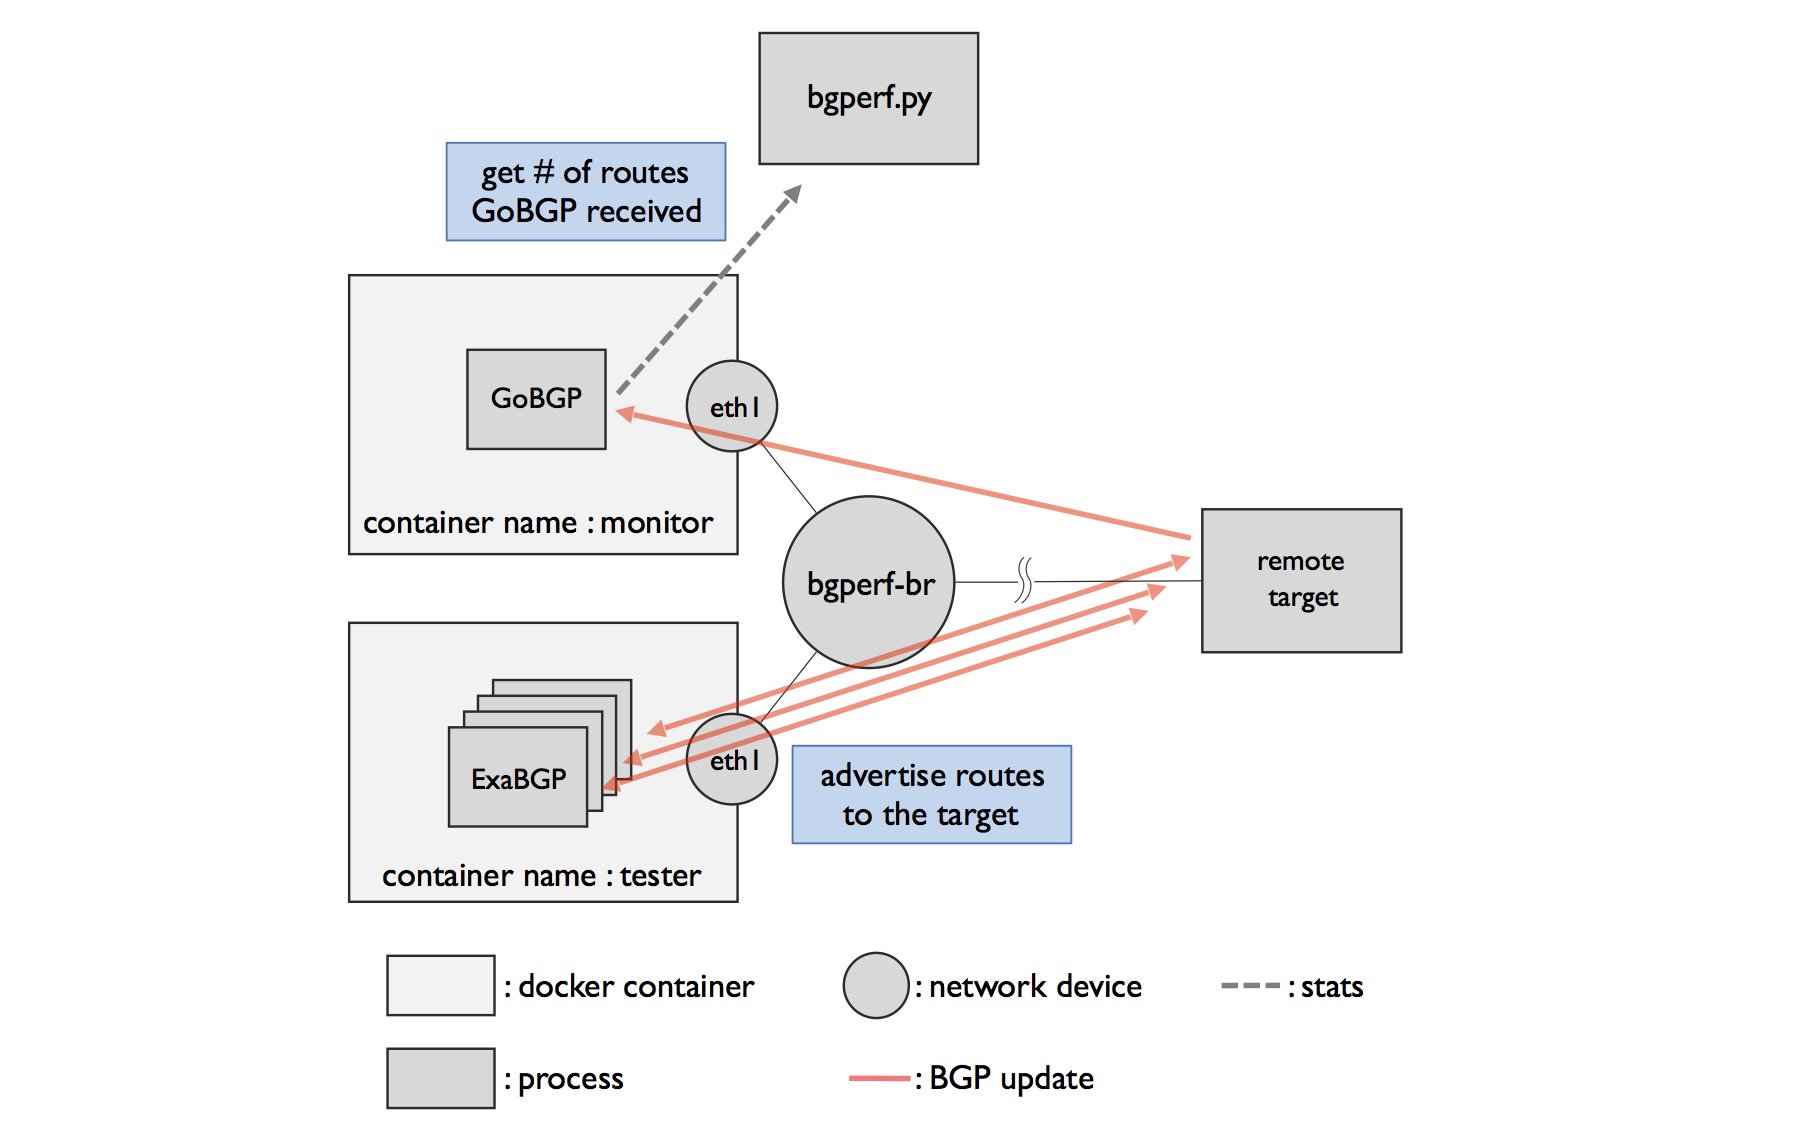 bgperf.py
get # of routes
GoBGP received
GoBGP
eth1
container name : monitor
bgperf-br
remote
target
ExaBGP
eth1
advertise routes
to the target
container name : tester
: docker container
: network device
: stats
: process
: BGP update